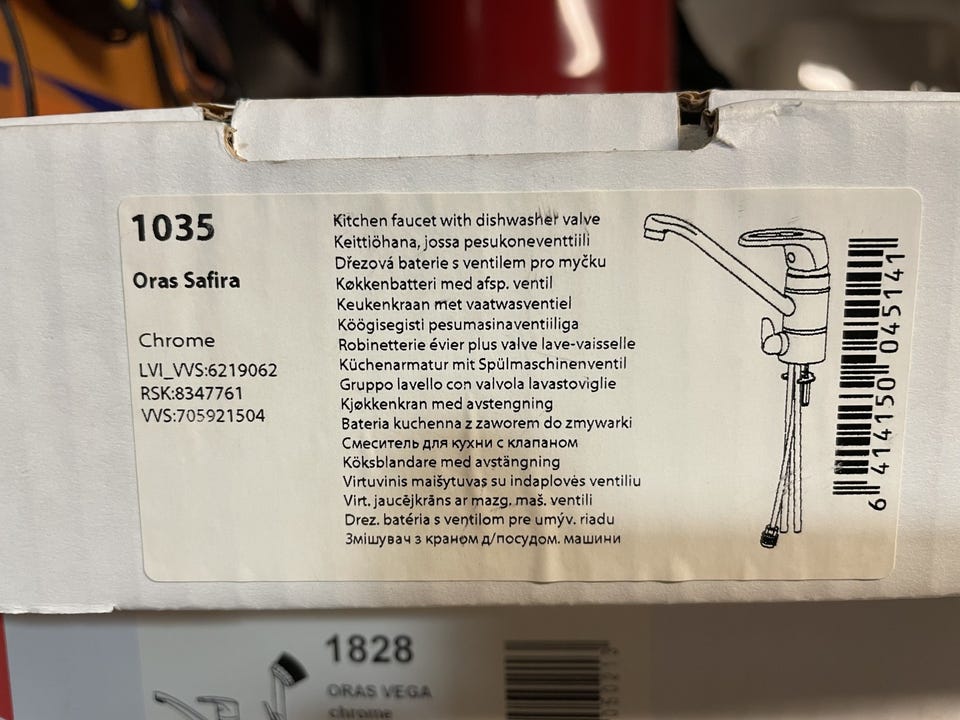 1035
Oras Safira
Chrome
LVI_VVS:6219062
RSK:8347761
VVS:705921504
Kitchen faucet with dishwasher valve
Keittiöhana, jossa pesukoneventtiili
Dřezová baterie s ventilem pro myčku
Køkkenbatteri med afsp. ventil
Keukenkraan met vaatwasventiel
Köögisegisti pesumasinaventiiliga
Robinetterie évier plus valve lave-vaisselle
Küchenarmatur mit Spülmaschinenventil
Gruppo lavello con valvola lavastoviglie
Kjøkkenkran med avstengning
Bateria kuchenna z zaworem do zmywarki
Смеситель для кухни с клапаном
Köksblandare med avstängning
Virtuvinis maišytuvas su indaplovės ventiliu
Virt. jaucējkrāns ar mazg. maš. ventili
Drez. batéria s ventilom pre umýv. riadu
Змішувач з краном д/посудом. машини
6 414150 045141
1828
ORAS VEGA
chrome